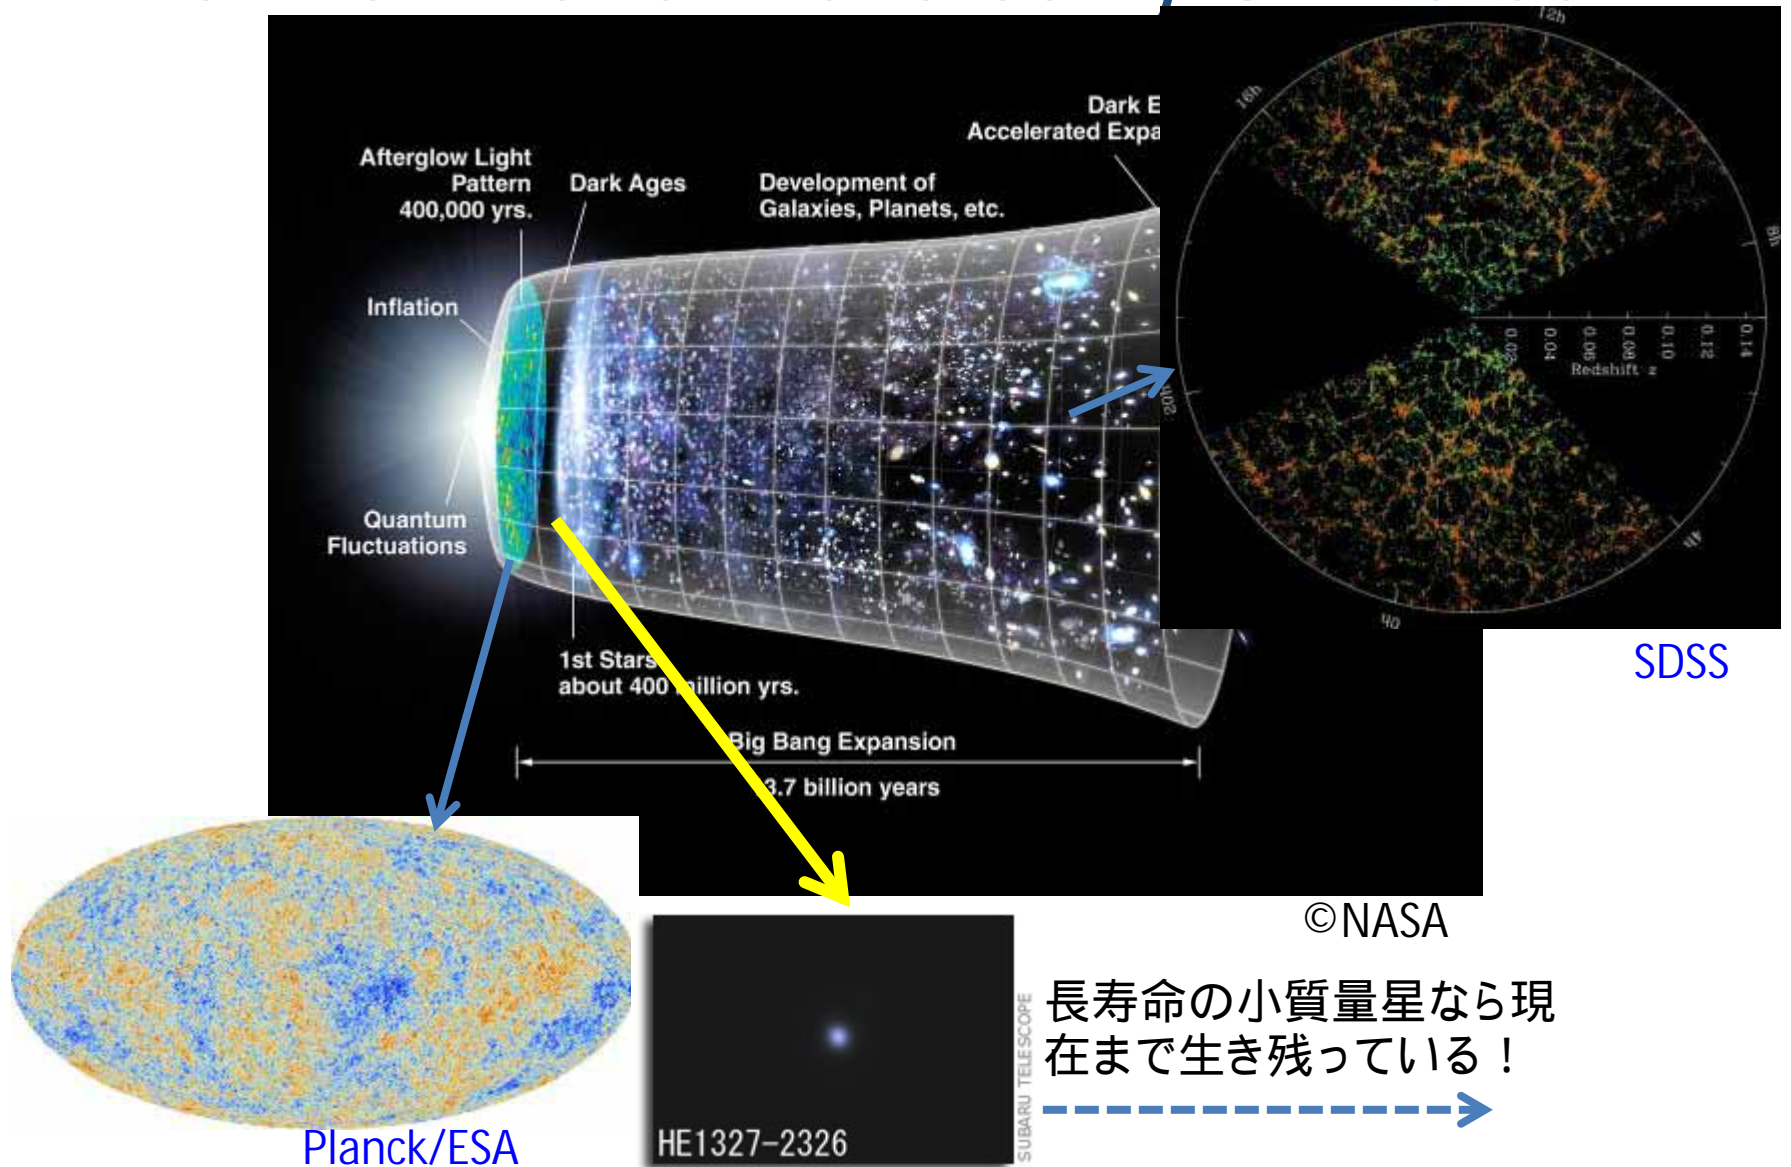 Dark
Accelerated
Afterglow Light
Pattern
400,000 yrs.
Dark Ages
Development of
Galaxies, Planets, etc.
Inflation
Quantum
Fluctuations
1st Stars
about 400 million yrs.
Big Bang Expansion
3.7 billion years
12h
16h
8h
20h
4h
0.02
0.04
0.06
0.08
0.10
0.12
0.14
Redshift z
SDSS
©NASA
Planck/ESA
HE1327-2326
SUBARU TELESCOPE
長寿命の小質量星なら現
在まで生き残っている！